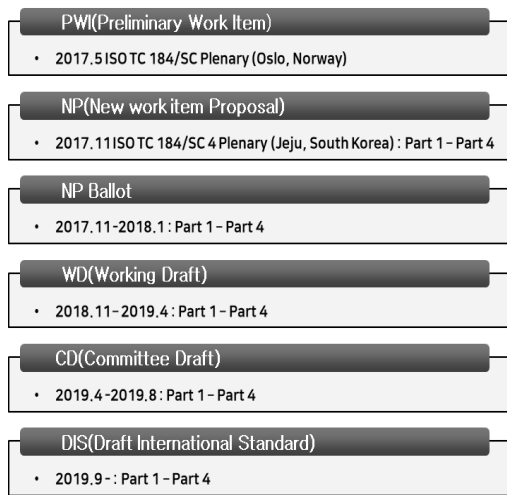 PWI(Preliminary Work Item)
• 2017.5 ISO TC 184/SC Plenary (Oslo, Norway)
NP(New work item Proposal)
• 2017.11 ISO TC 184/SC 4 Plenary (Jeju, South Korea) : Part 1 – Part 4
NP Ballot
• 2017.11-2018.1 : Part 1 – Part 4
WD(Working Draft)
• 2018.11– 2019.4 : Part 1 – Part 4
CD(Committee Draft)
• 2019.4 -2019.8 : Part 1 – Part 4
DIS(Draft International Standard)
• 2019.9 - : Part 1 – Part 4